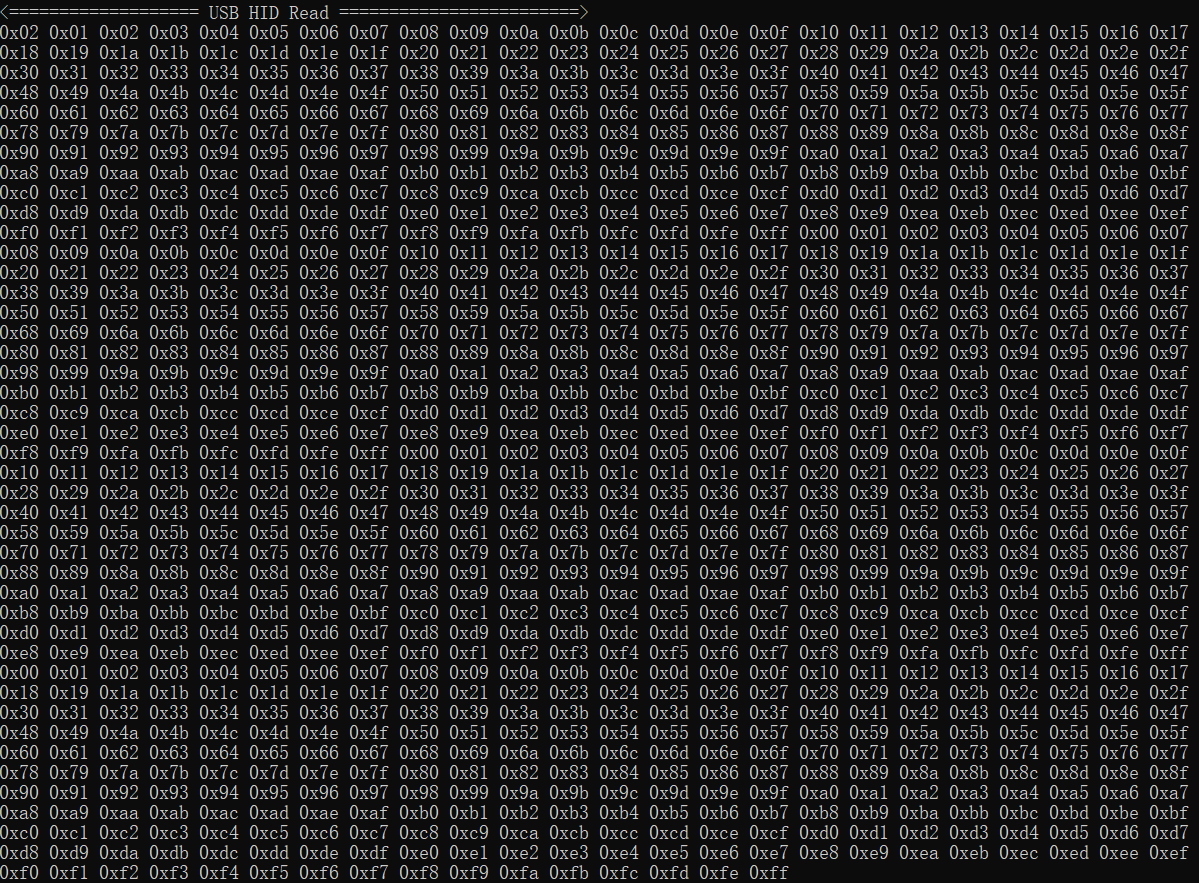 <=================== USB HID Read ========================>
0x02 0x01 0x02 0x03 0x04 0x05 0x06 0x07 0x08 0x09 0x0a 0x0b 0x0c 0x0d 0x0e 0x0f 0x10 0x11 0x12 0x13 0x14 0x15 0x16 0x17
0x18 0x19 0x1a 0x1b 0x1c 0x1d 0x1e 0x1f 0x20 0x21 0x22 0x23 0x24 0x25 0x26 0x27 0x28 0x29 0x2a 0x2b 0x2c 0x2d 0x2e 0x2f
0x30 0x31 0x32 0x33 0x34 0x35 0x36 0x37 0x38 0x39 0x3a 0x3b 0x3c 0x3d 0x3e 0x3f 0x40 0x41 0x42 0x43 0x44 0x45 0x46 0x47
0x48 0x49 0x4a 0x4b 0x4c 0x4d 0x4e 0x4f 0x50 0x51 0x52 0x53 0x54 0x55 0x56 0x57 0x58 0x59 0x5a 0x5b 0x5c 0x5d 0x5e 0x5f
0x60 0x61 0x62 0x63 0x64 0x65 0x66 0x67 0x68 0x69 0x6a 0x6b 0x6c 0x6d 0x6e 0x6f 0x70 0x71 0x72 0x73 0x74 0x75 0x76 0x77
0x78 0x79 0x7a 0x7b 0x7c 0x7d 0x7e 0x7f 0x80 0x81 0x82 0x83 0x84 0x85 0x86 0x87 0x88 0x89 0x8a 0x8b 0x8c 0x8d 0x8e 0x8f
0x90 0x91 0x92 0x93 0x94 0x95 0x96 0x97 0x98 0x99 0x9a 0x9b 0x9c 0x9d 0x9e 0x9f 0xa0 0xa1 0xa2 0xa3 0xa4 0xa5 0xa6 0xa7
0xa8 0xa9 0xaa 0xab 0xac 0xad 0xae 0xaf 0xb0 0xb1 0xb2 0xb3 0xb4 0xb5 0xb6 0xb7 0xb8 0xb9 0xba 0xbb 0xbc 0xbd 0xbe 0xbf
0xc0 0xc1 0xc2 0xc3 0xc4 0xc5 0xc6 0xc7 0xc8 0xc9 0xca 0xcb 0xcc 0xcd 0xce 0xcf 0xd0 0xd1 0xd2 0xd3 0xd4 0xd5 0xd6 0xd7
0xd8 0xd9 0xda 0xdb 0xdc 0xdd 0xde 0xdf 0xe0 0xe1 0xe2 0xe3 0xe4 0xe5 0xe6 0xe7 0xe8 0xe9 0xea 0xeb 0xec 0xed 0xee 0xef
0xf0 0xf1 0xf2 0xf3 0xf4 0xf5 0xf6 0xf7 0xf8 0xf9 0xfa 0xfb 0xfc 0xfd 0xfe 0xff 0x00 0x01 0x02 0x03 0x04 0x05 0x06 0x07
0x08 0x09 0x0a 0x0b 0x0c 0x0d 0x0e 0x0f 0x10 0x11 0x12 0x13 0x14 0x15 0x16 0x17 0x18 0x19 0x1a 0x1b 0x1c 0x1d 0x1e 0x1f
0x20 0x21 0x22 0x23 0x24 0x25 0x26 0x27 0x28 0x29 0x2a 0x2b 0x2c 0x2d 0x2e 0x2f 0x30 0x31 0x32 0x33 0x34 0x35 0x36 0x37
0x38 0x39 0x3a 0x3b 0x3c 0x3d 0x3e 0x3f 0x40 0x41 0x42 0x43 0x44 0x45 0x46 0x47 0x48 0x49 0x4a 0x4b 0x4c 0x4d 0x4e 0x4f
0x50 0x51 0x52 0x53 0x54 0x55 0x56 0x57 0x58 0x59 0x5a 0x5b 0x5c 0x5d 0x5e 0x5f 0x60 0x61 0x62 0x63 0x64 0x65 0x66 0x67
0x68 0x69 0x6a 0x6b 0x6c 0x6d 0x6e 0x6f 0x70 0x71 0x72 0x73 0x74 0x75 0x76 0x77 0x78 0x79 0x7a 0x7b 0x7c 0x7d 0x7e 0x7f
0x80 0x81 0x82 0x83 0x84 0x85 0x86 0x87 0x88 0x89 0x8a 0x8b 0x8c 0x8d 0x8e 0x8f 0x90 0x91 0x92 0x93 0x94 0x95 0x96 0x97
0x98 0x99 0x9a 0x9b 0x9c 0x9d 0x9e 0x9f 0xa0 0xa1 0xa2 0xa3 0xa4 0xa5 0xa6 0xa7 0xa8 0xa9 0xaa 0xab 0xac 0xad 0xae 0xaf
0xb0 0xb1 0xb2 0xb3 0xb4 0xb5 0xb6 0xb7 0xb8 0xb9 0xba 0xbb 0xbc 0xbd 0xbe 0xbf 0xc0 0xc1 0xc2 0xc3 0xc4 0xc5 0xc6 0xc7
0xc8 0xc9 0xca 0xcb 0xcc 0xcd 0xce 0xcf 0xd0 0xd1 0xd2 0xd3 0xd4 0xd5 0xd6 0xd7 0xd8 0xd9 0xda 0xdb 0xdc 0xdd 0xde 0xdf
0xe0 0xe1 0xe2 0xe3 0xe4 0xe5 0xe6 0xe7 0xe8 0xe9 0xea 0xeb 0xec 0xed 0xee 0xef 0xf0 0xf1 0xf2 0xf3 0xf4 0xf5 0xf6 0xf7
0xf8 0xf9 0xfa 0xfb 0xfc 0xfd 0xfe 0xff 0x00 0x01 0x02 0x03 0x04 0x05 0x06 0x07 0x08 0x09 0x0a 0x0b 0x0c 0x0d 0x0e 0x0f
0x10 0x11 0x12 0x13 0x14 0x15 0x16 0x17 0x18 0x19 0x1a 0x1b 0x1c 0x1d 0x1e 0x1f 0x20 0x21 0x22 0x23 0x24 0x25 0x26 0x27
0x28 0x29 0x2a 0x2b 0x2c 0x2d 0x2e 0x2f 0x30 0x31 0x32 0x33 0x34 0x35 0x36 0x37 0x38 0x39 0x3a 0x3b 0x3c 0x3d 0x3e 0x3f
0x40 0x41 0x42 0x43 0x44 0x45 0x46 0x47 0x48 0x49 0x4a 0x4b 0x4c 0x4d 0x4e 0x4f 0x50 0x51 0x52 0x53 0x54 0x55 0x56 0x57
0x58 0x59 0x5a 0x5b 0x5c 0x5d 0x5e 0x5f 0x60 0x61 0x62 0x63 0x64 0x65 0x66 0x67 0x68 0x69 0x6a 0x6b 0x6c 0x6d 0x6e 0x6f
0x70 0x71 0x72 0x73 0x74 0x75 0x76 0x77 0x78 0x79 0x7a 0x7b 0x7c 0x7d 0x7e 0x7f 0x80 0x81 0x82 0x83 0x84 0x85 0x86 0x87
0x88 0x89 0x8a 0x8b 0x8c 0x8d 0x8e 0x8f 0x90 0x91 0x92 0x93 0x94 0x95 0x96 0x97 0x98 0x99 0x9a 0x9b 0x9c 0x9d 0x9e 0x9f
0xa0 0xa1 0xa2 0xa3 0xa4 0xa5 0xa6 0xa7 0xa8 0xa9 0xaa 0xab 0xac 0xad 0xae 0xaf 0xb0 0xb1 0xb2 0xb3 0xb4 0xb5 0xb6 0xb7
0xb8 0xb9 0xba 0xbb 0xbc 0xbd 0xbe 0xbf 0xc0 0xc1 0xc2 0xc3 0xc4 0xc5 0xc6 0xc7 0xc8 0xc9 0xca 0xcb 0xcc 0xcd 0xce 0xcf
0xd0 0xd1 0xd2 0xd3 0xd4 0xd5 0xd6 0xd7 0xd8 0xd9 0xda 0xdb 0xdc 0xdd 0xde 0xdf 0xe0 0xe1 0xe2 0xe3 0xe4 0xe5 0xe6 0xe7
0xe8 0xe9 0xea 0xeb 0xec 0xed 0xee 0xef 0xf0 0xf1 0xf2 0xf3 0xf4 0xf5 0xf6 0xf7 0xf8 0xf9 0xfa 0xfb 0xfc 0xfd 0xfe 0xff
0x00 0x01 0x02 0x03 0x04 0x05 0x06 0x07 0x08 0x09 0x0a 0x0b 0x0c 0x0d 0x0e 0x0f 0x10 0x11 0x12 0x13 0x14 0x15 0x16 0x17
0x18 0x19 0x1a 0x1b 0x1c 0x1d 0x1e 0x1f 0x20 0x21 0x22 0x23 0x24 0x25 0x26 0x27 0x28 0x29 0x2a 0x2b 0x2c 0x2d 0x2e 0x2f
0x30 0x31 0x32 0x33 0x34 0x35 0x36 0x37 0x38 0x39 0x3a 0x3b 0x3c 0x3d 0x3e 0x3f 0x40 0x41 0x42 0x43 0x44 0x45 0x46 0x47
0x48 0x49 0x4a 0x4b 0x4c 0x4d 0x4e 0x4f 0x50 0x51 0x52 0x53 0x54 0x55 0x56 0x57 0x58 0x59 0x5a 0x5b 0x5c 0x5d 0x5e 0x5f
0x60 0x61 0x62 0x63 0x64 0x65 0x66 0x67 0x68 0x69 0x6a 0x6b 0x6c 0x6d 0x6e 0x6f 0x70 0x71 0x72 0x73 0x74 0x75 0x76 0x77
0x78 0x79 0x7a 0x7b 0x7c 0x7d 0x7e 0x7f 0x80 0x81 0x82 0x83 0x84 0x85 0x86 0x87 0x88 0x89 0x8a 0x8b 0x8c 0x8d 0x8e 0x8f
0x90 0x91 0x92 0x93 0x94 0x95 0x96 0x97 0x98 0x99 0x9a 0x9b 0x9c 0x9d 0x9e 0x9f 0xa0 0xa1 0xa2 0xa3 0xa4 0xa5 0xa6 0xa7
0xa8 0xa9 0xaa 0xab 0xac 0xad 0xae 0xaf 0xb0 0xb1 0xb2 0xb3 0xb4 0xb5 0xb6 0xb7 0xb8 0xb9 0xba 0xbb 0xbc 0xbd 0xbe 0xbf
0xc0 0xc1 0xc2 0xc3 0xc4 0xc5 0xc6 0xc7 0xc8 0xc9 0xca 0xcb 0xcc 0xcd 0xce 0xcf 0xd0 0xd1 0xd2 0xd3 0xd4 0xd5 0xd6 0xd7
0xd8 0xd9 0xda 0xdb 0xdc 0xdd 0xde 0xdf 0xe0 0xe1 0xe2 0xe3 0xe4 0xe5 0xe6 0xe7 0xe8 0xe9 0xea 0xeb 0xec 0xed 0xee 0xef
0xf0 0xf1 0xf2 0xf3 0xf4 0xf5 0xf6 0xf7 0xf8 0xf9 0xfa 0xfb 0xfc 0xfd 0xfe 0xff